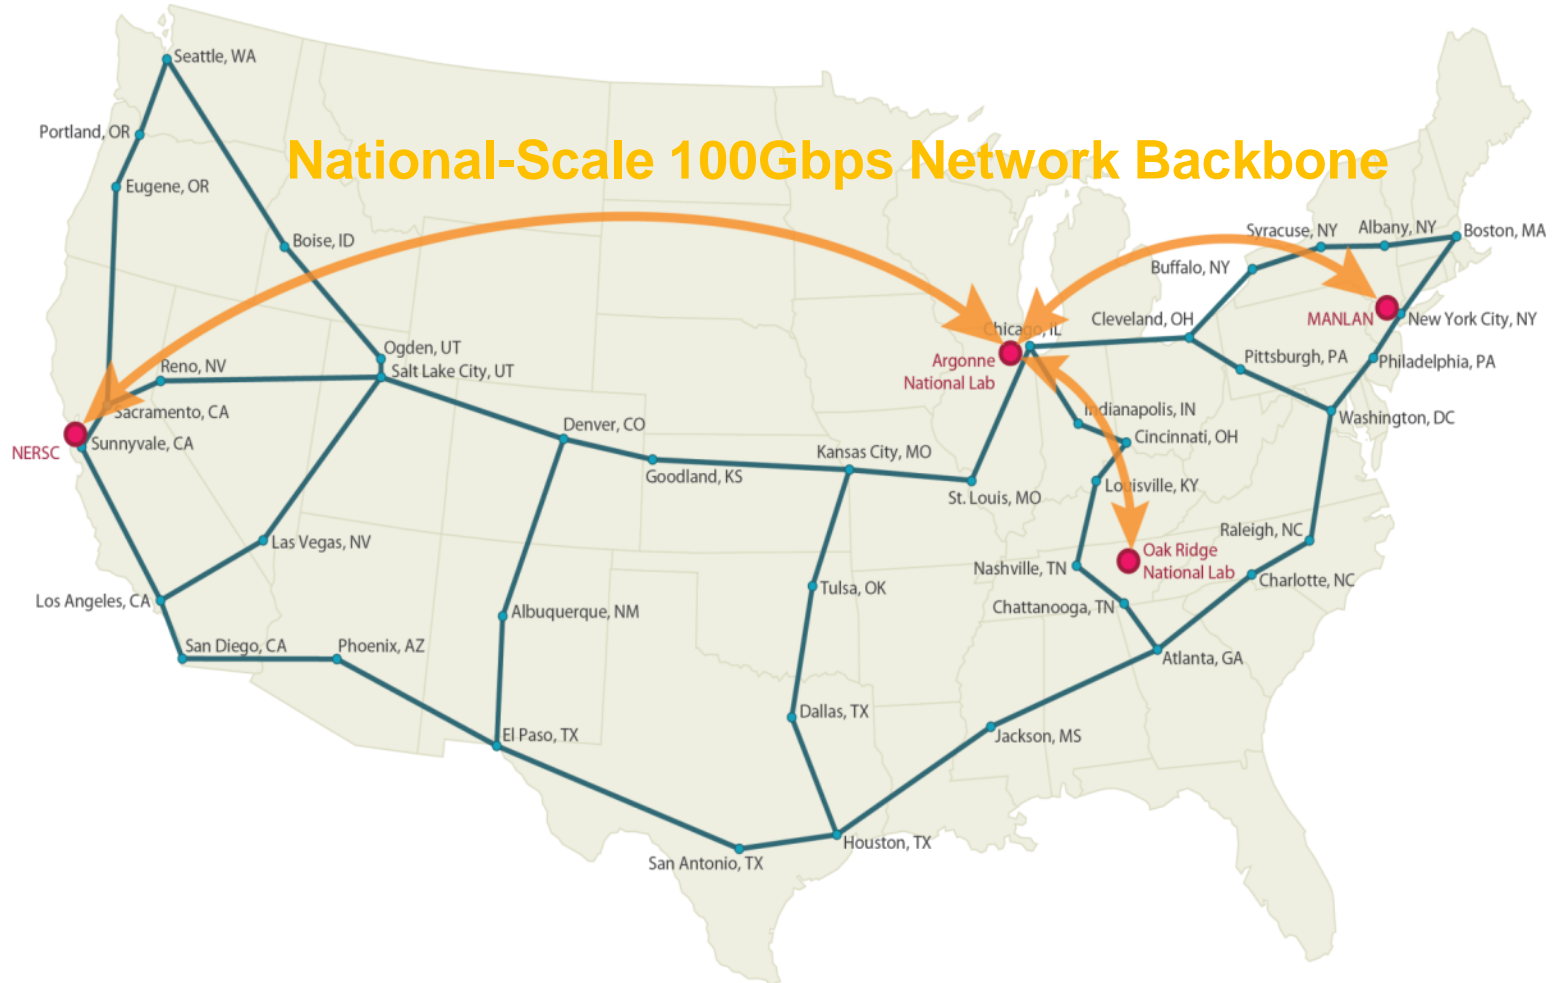 Seattle, WA
Portland, OR
National-Scale 100Gbps Network Backbone
Eugene, OR
Boise, ID
Syracuse, NY
Albany, NY
Boston, MA
Buffalo, NY
Chicago, IL
Cleveland, OH
MANLAN
New York City, NY
Ogden, UT
Reno, NV
Salt Lake City, UT
Argonne
National Lab
Pittsburgh, PA
Philadelphia, PA
Sacramento, CA
Indianapolis, IN
Washington, DC
Denver, CO
Cincinnati, OH
NERSC
Sunnyvale, CA
Kansas City, MO
Goodland, KS
Louisville, KY
St. Louis, MO
Raleigh, NC
Las Vegas, NV
Oak Ridge
National Lab
Nashville, TN
Charlotte, NC
Tulsa, OK
Los Angeles, CA
Albuquerque, NM
Chattanooga, TN
San Diego, CA
Phoenix, AZ
Atlanta, GA
Dallas, TX
El Paso, TX
Jackson, MS
Houston, TX
San Antonio, TX